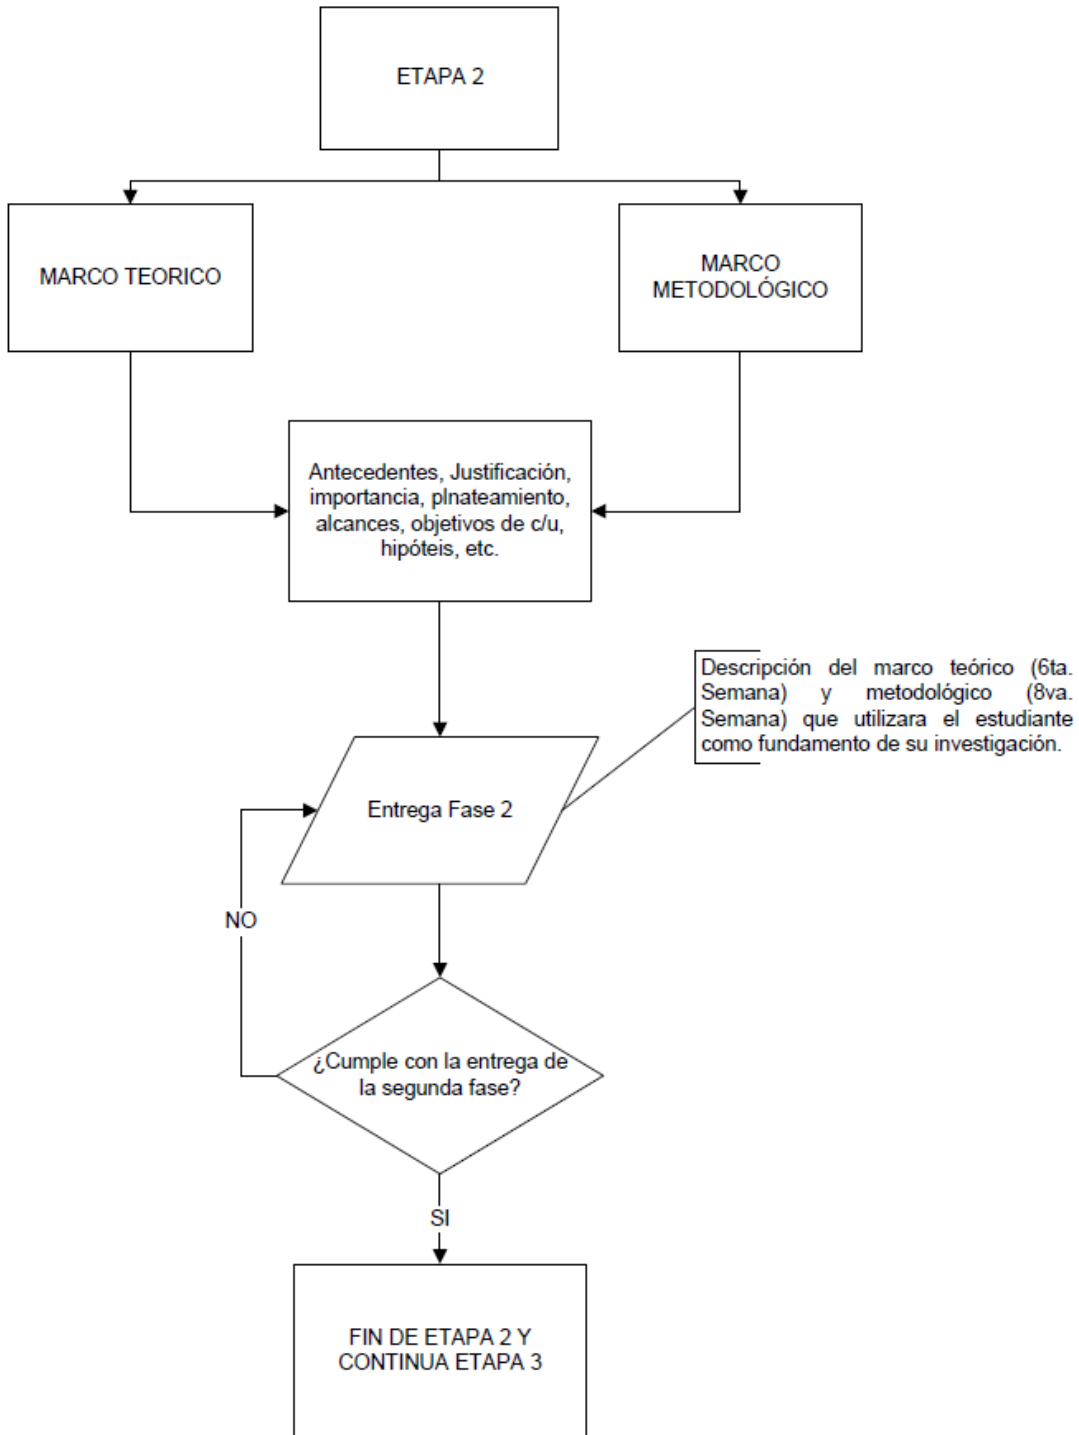 ETAPA 2
MARCO TEORICO
MARCO
METODOLÓGICO
Antecedentes, Justificación,
importancia, plnateamiento,
alcances, objetivos de c/u,
hipóteis, etc.
Descripción del marco teórico (6ta.
Semana) y metodológico (8va.
Semana) que utilizara el estudiante
como fundamento de su investigación.
Entrega Fase 2
NO
¿Cumple con la entrega de
la segunda fase?
SI
FIN DE ETAPA 2 Y
CONTINUA ETAPA 3